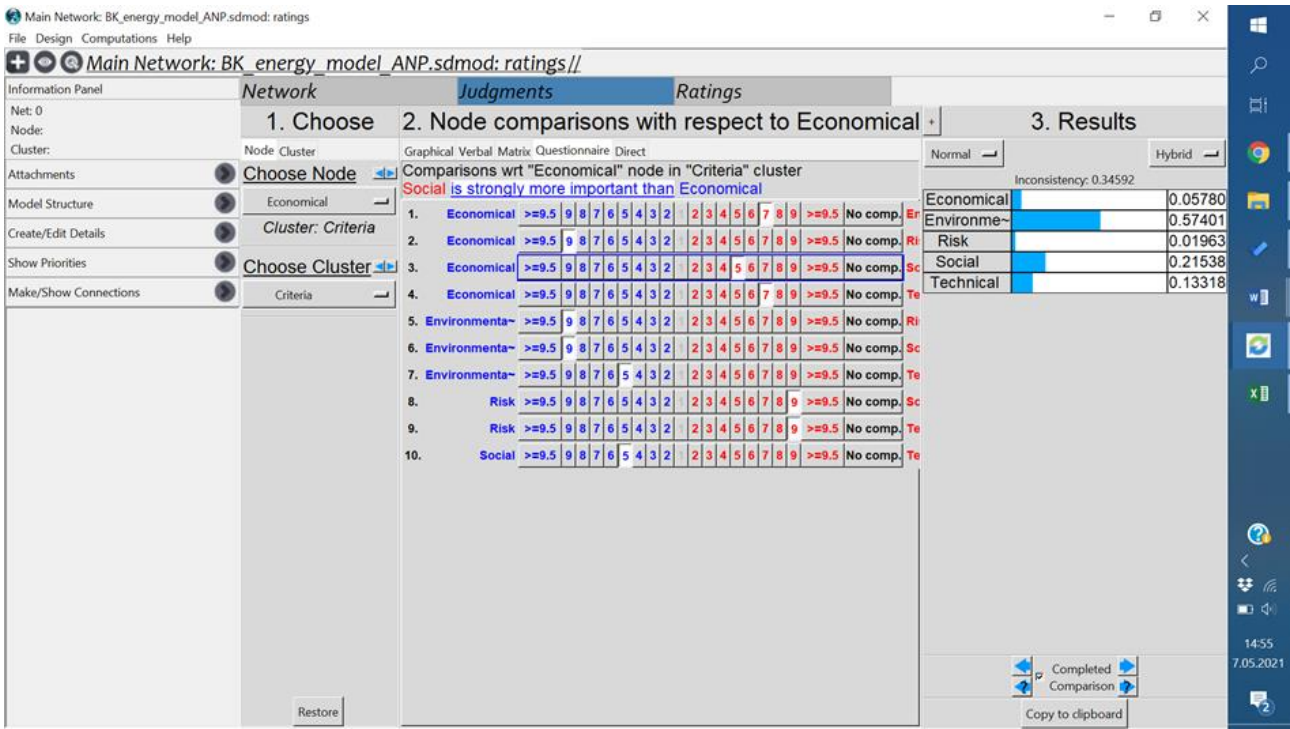 Main Network: BK_energy_model_ANP.sdmod: ratings
File Design Computations Help
Main Network: BK_energy_model_ANP.sdmod: ratings//
Information Panel
Net: 0
Node:
Cluster:
Attachments
Model Structure
Create/Edit Details
Show Priorities
Make/Show Connections
Network Judgments Ratings
1. Choose
Node Cluster
Choose Node
Economical
Cluster: Criteria
Choose Cluster
Criteria
Restore
2. Node comparisons with respect to Economical
Graphical Verbal Matrix Questionnaire Direct
Comparisons wrt "Economical" node in "Criteria" cluster
Social is strongly more important than Economical
1. Economical >=9.5 9 8 7 6 5 4 3 2 1 2 3 4 5 6 7 8 9 >=9.5 No comp. Er
2. Economical >=9.5 9 8 7 6 5 4 3 2 1 2 3 4 5 6 7 8 9 >=9.5 No comp. Ri
3. Economical >=9.5 9 8 7 6 5 4 3 2 1 2 3 4 5 6 7 8 9 >=9.5 No comp. Sc
4. Economical >=9.5 9 8 7 6 5 4 3 2 1 2 3 4 5 6 7 8 9 >=9.5 No comp. Te
5. Environmenta~ >=9.5 9 8 7 6 5 4 3 2 1 2 3 4 5 6 7 8 9 >=9.5 No comp. Ri
6. Environmenta~ >=9.5 9 8 7 6 5 4 3 2 1 2 3 4 5 6 7 8 9 >=9.5 No comp. Sc
7. Environmenta~ >=9.5 9 8 7 6 5 4 3 2 1 2 3 4 5 6 7 8 9 >=9.5 No comp. Te
8. Risk >=9.5 9 8 7 6 5 4 3 2 1 2 3 4 5 6 7 8 9 >=9.5 No comp. Sc
9. Risk >=9.5 9 8 7 6 5 4 3 2 1 2 3 4 5 6 7 8 9 >=9.5 No comp. Te
10. Social >=9.5 9 8 7 6 5 4 3 2 1 2 3 4 5 6 7 8 9 >=9.5 No comp. Te
+ 3. Results
Normal Hybrid
Inconsistency: 0.34592
Economical 0.05780
Environme~ 0.57401
Risk 0.01963
Social 0.21538
Technical 0.13318
Completed
Comparison
Copy to clipboard
14:55
7.05.2021
2